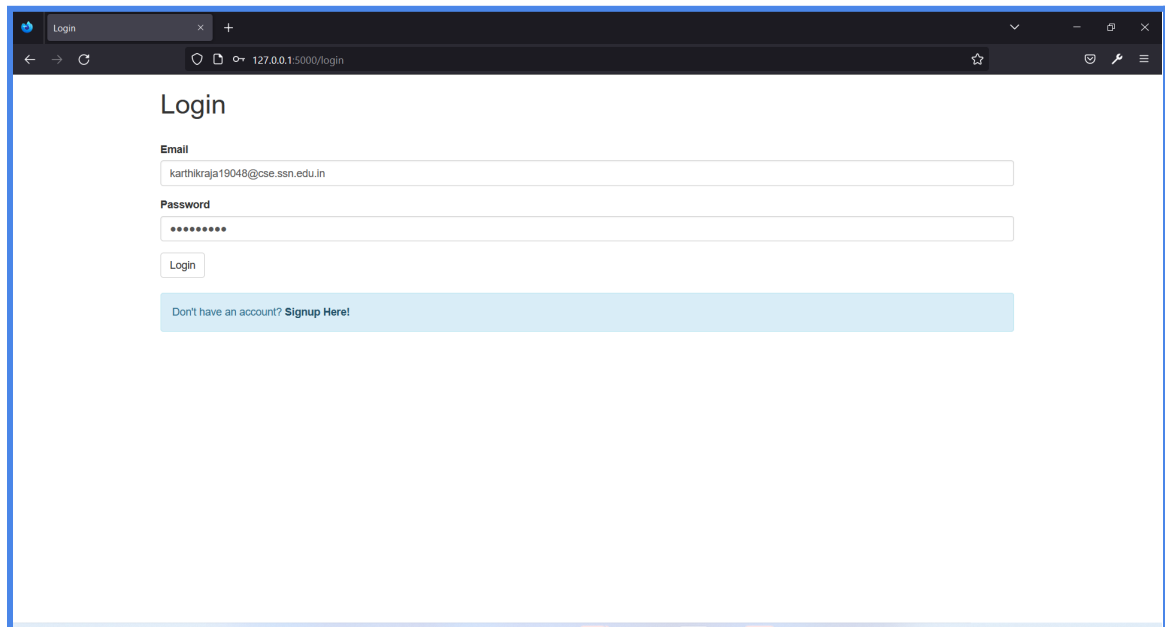 Login
127.0.0.1:5000/login
Login
Email
karthikraja19048@cse.ssn.edu.in
Password
•••••••••
Login
Don't have an account? Signup Here!